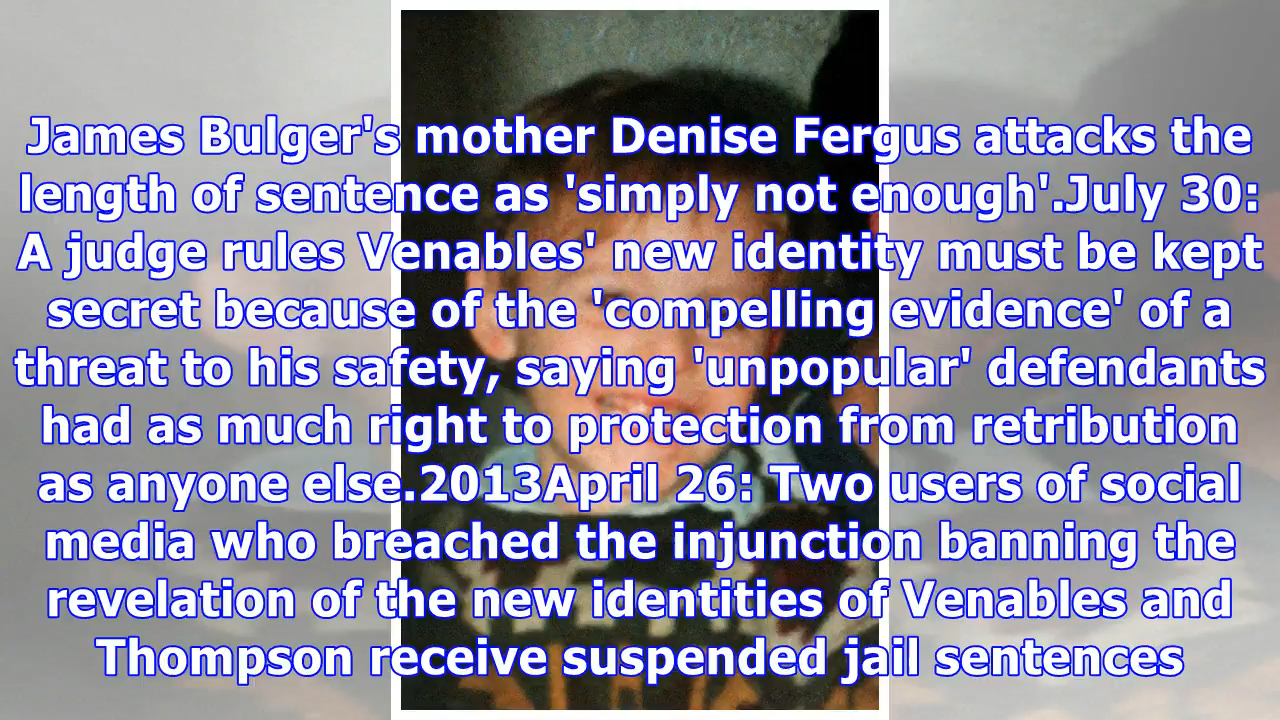 James Bulger's mother Denise Fergus attacks the
length of sentence as 'simply not enough'.July 30:
A judge rules Venables' new identity must be kept
secret because of the 'compelling evidence' of a
threat to his safety, saying 'unpopular' defendants
had as much right to protection from retribution
as anyone else.2013April 26: Two users of social
media who breached the injunction banning the
revelation of the new identities of Venables and
Thompson receive suspended jail sentences